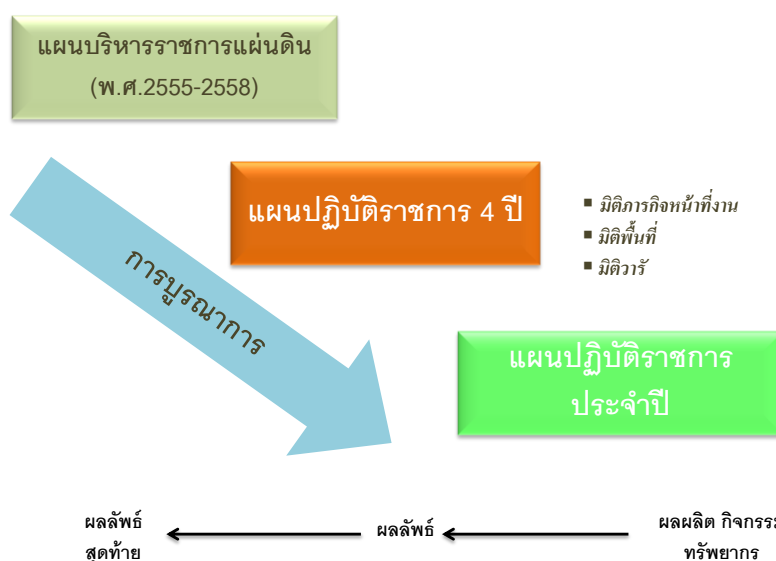 แผนบริหารราชการแผ่นดิน
(พ.ศ.2555-2558)
แผนปฏิบัติราชการ 4 ปี
▪ มิติภารกิจหน้าที่งาน
▪ มิติพื้นที่
▪ มิติวารั
การบูรณาการ
แผนปฏิบัติราชการ
ประจำปี
ผลลัพธ์
สุดท้าย
ผลลัพธ์
ผลผลิต กิจกรร
ทรัพยากร